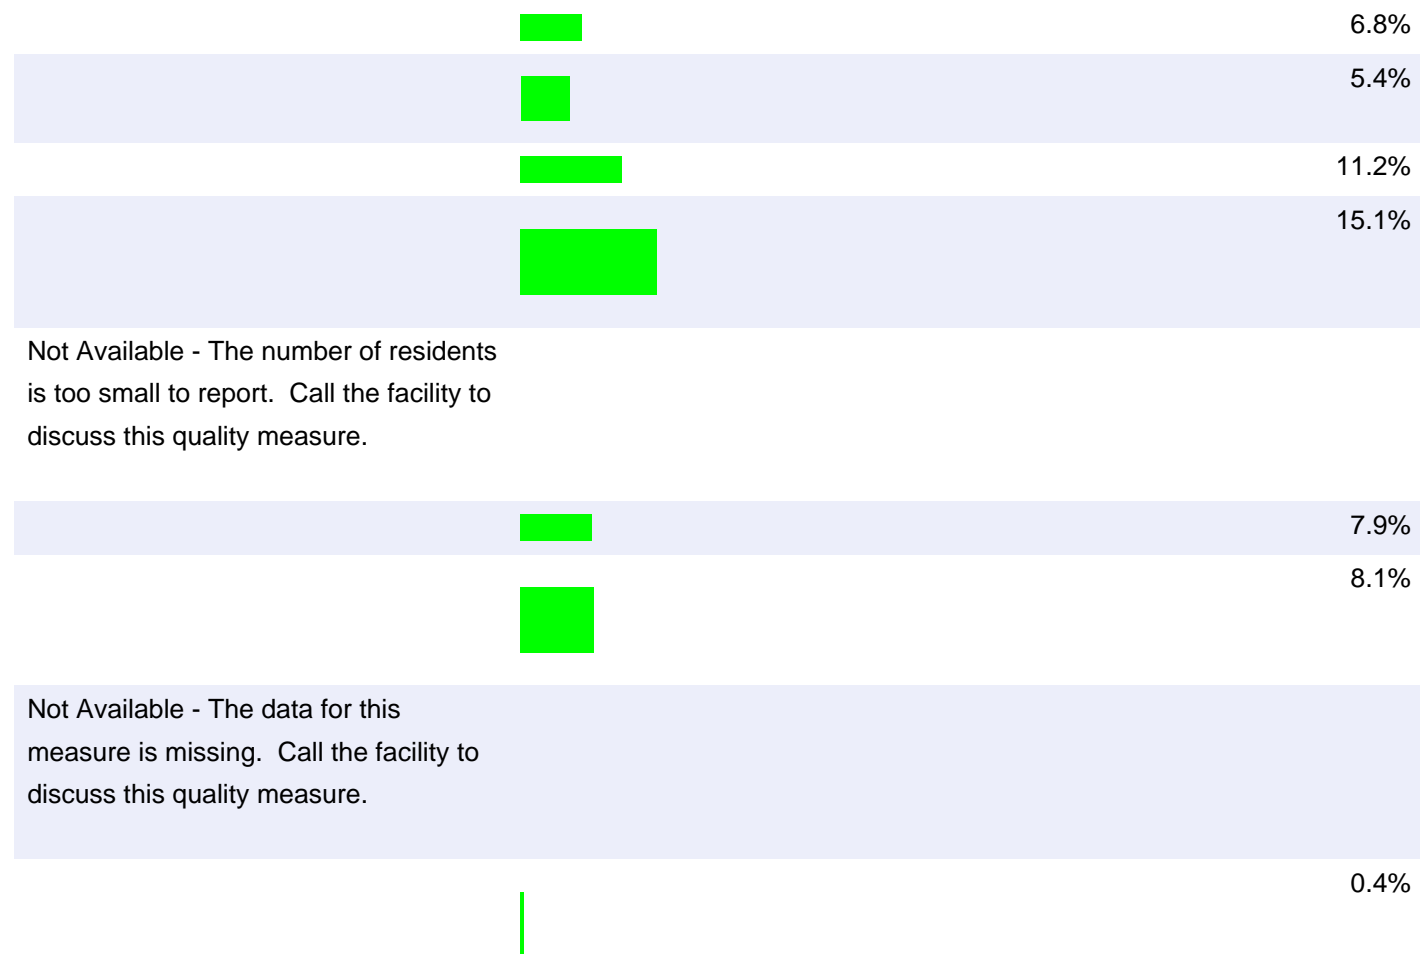 6.8%
5.4%
11.2%
15.1%
Not Available - The number of residents
is too small to report.  Call the facility to
discuss this quality measure.
7.9%
8.1%
Not Available - The data for this
measure is missing.  Call the facility to
discuss this quality measure.
0.4%